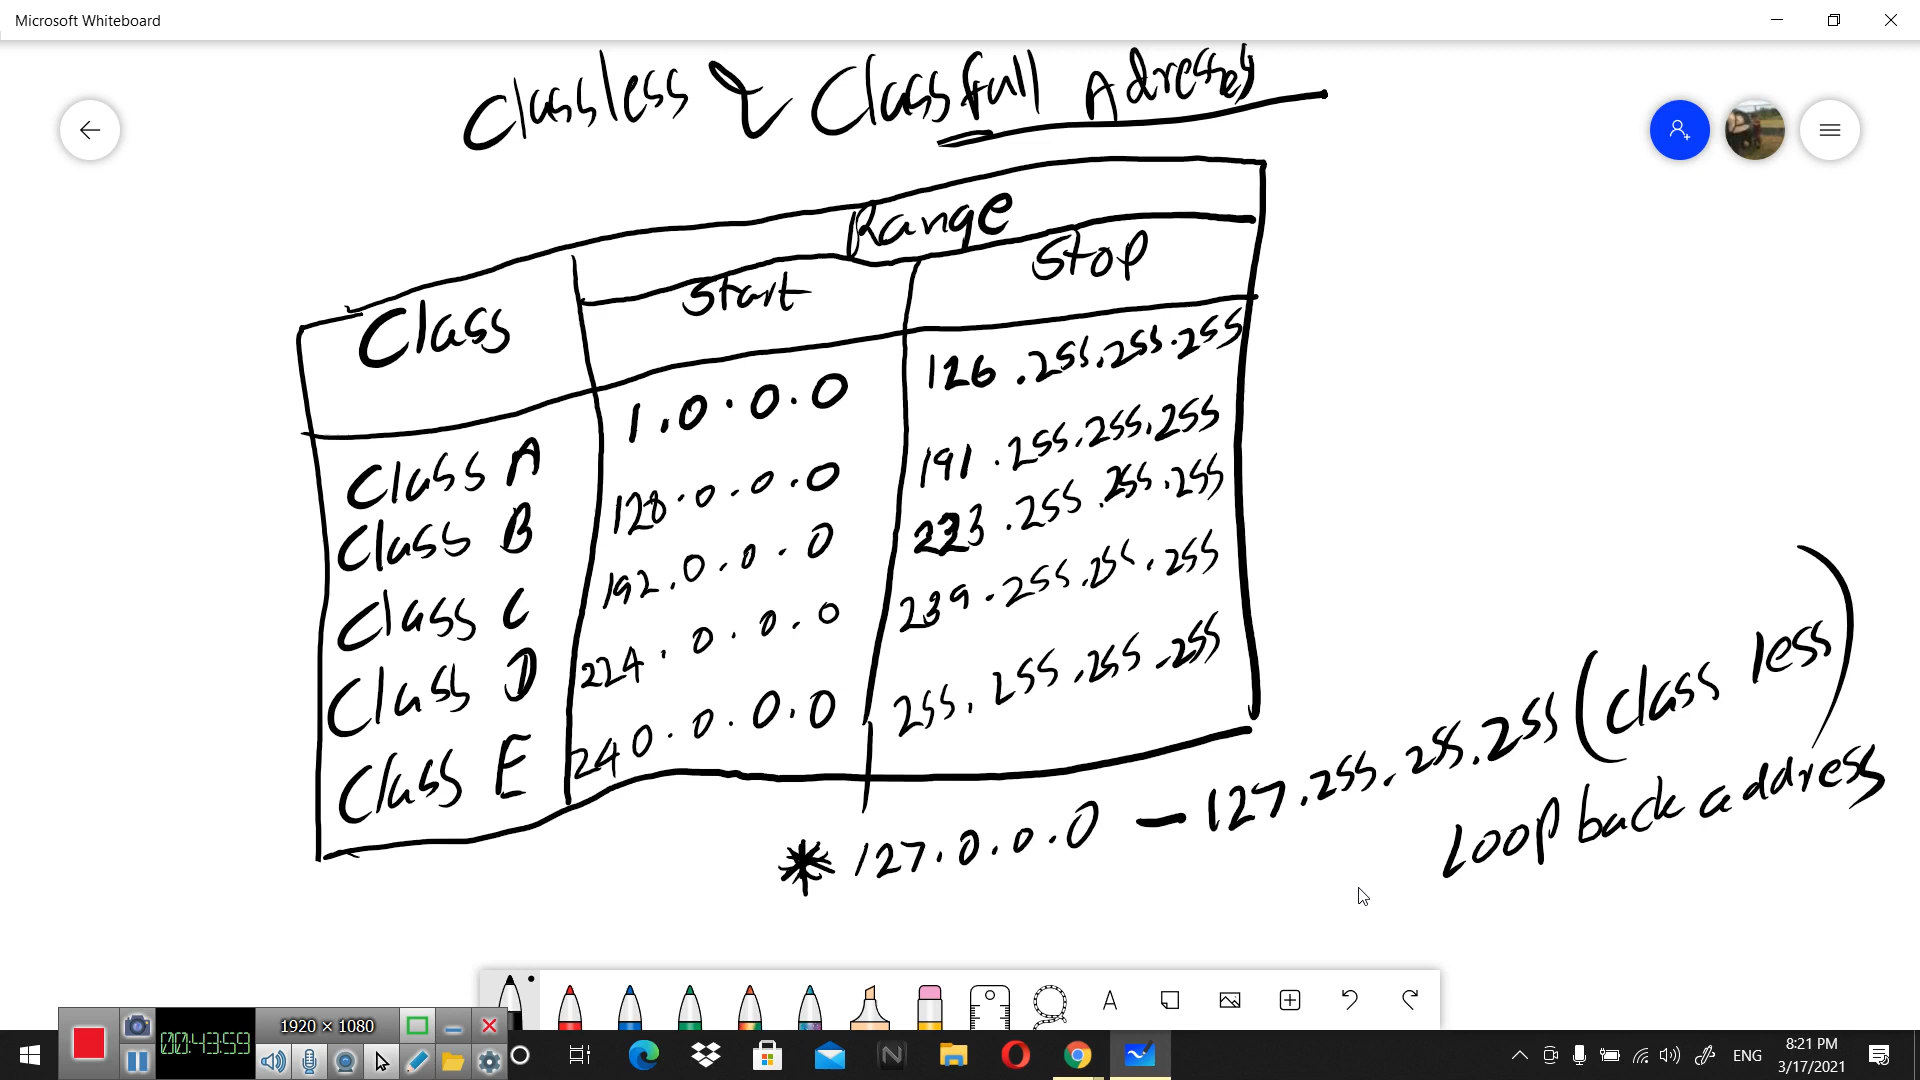 Microsoft Whiteboard
Classless & Classfull Adresses
Range
Class Start Stop
Class A 1.0.0.0 126.255.255.255
Class B 128.0.0.0 191.255.255.255
Class C 192.0.0.0 223.255.255.255
Class D 224.0.0.0 239.255.255.255
Class E 240.0.0.0 255.255.255.255
* 127.0.0.0 - 127.255.255.255 (class less)
Loop back address
1920 × 1080
00:43:59
ENG
8:21 PM
3/17/2021